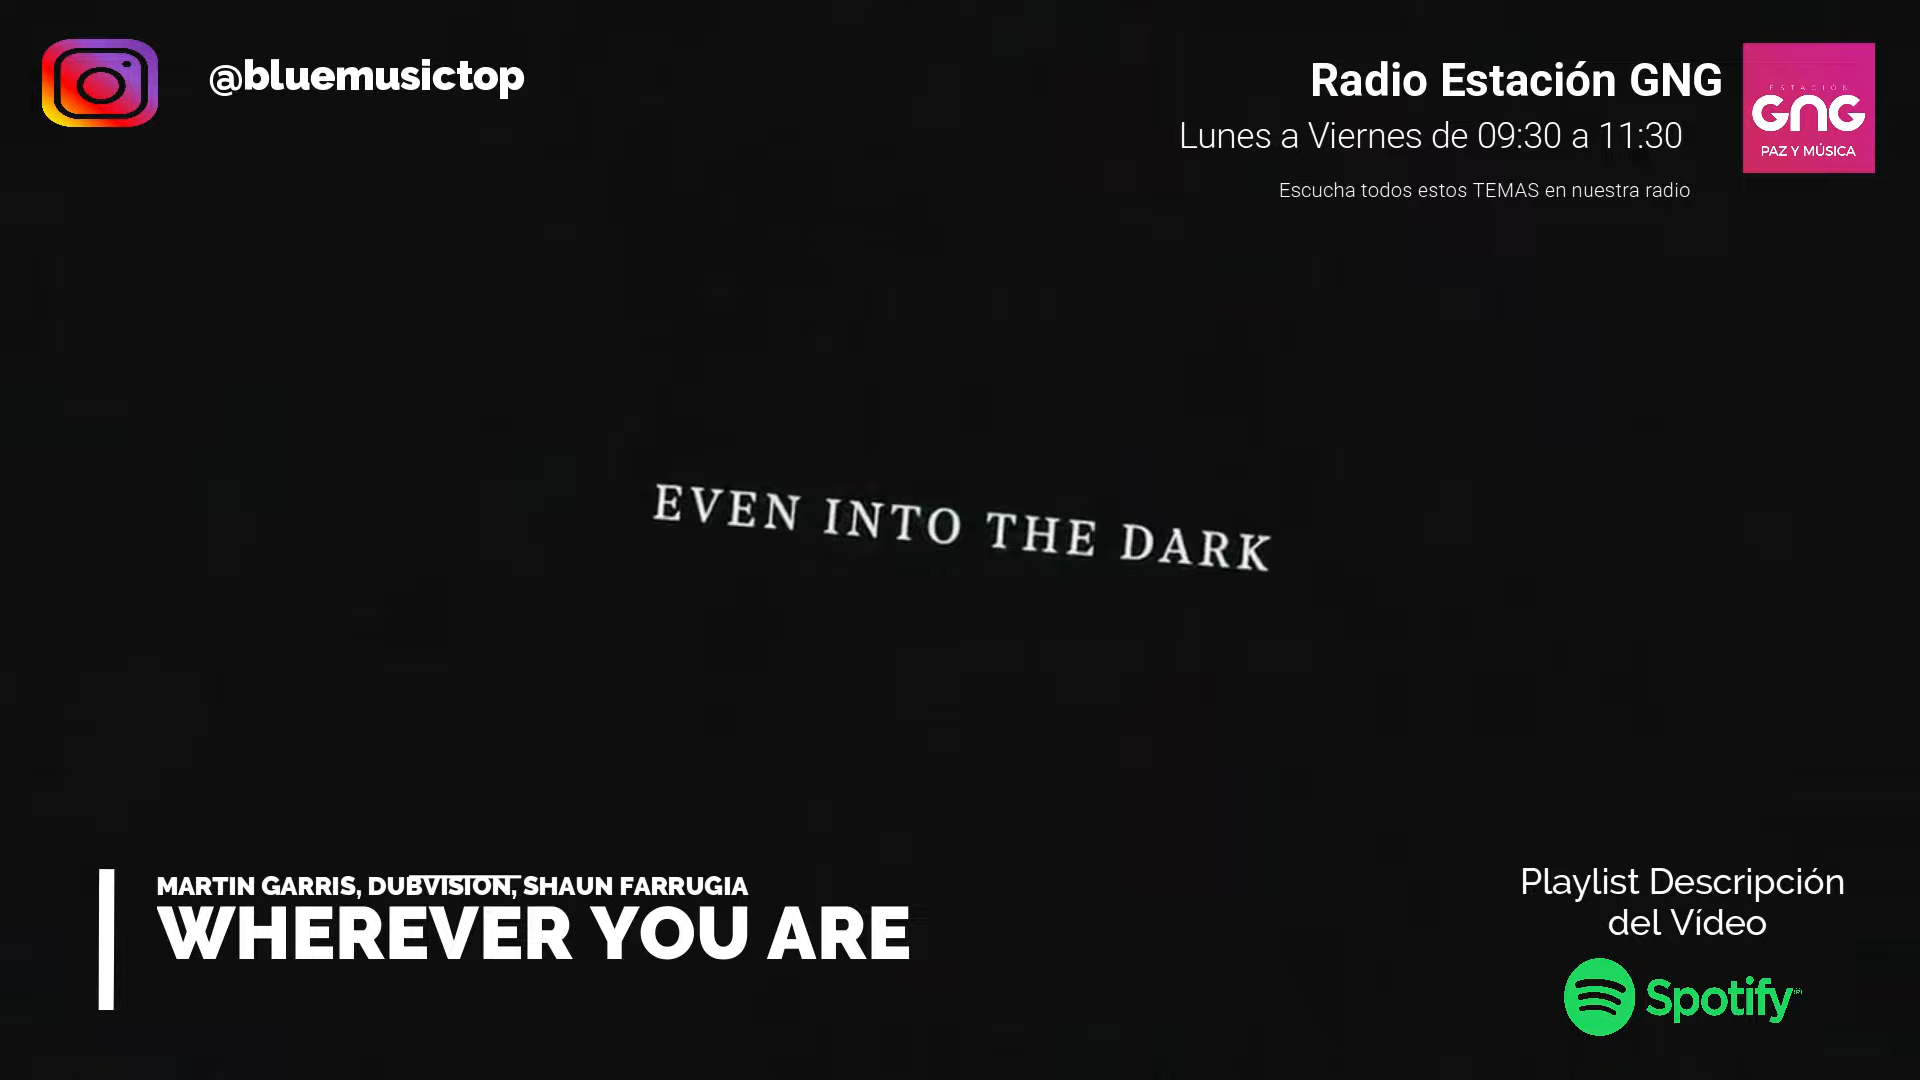 @bluemusictop
Radio Estación GNG
Lunes a Viernes de 09:30 a 11:30
Escucha todos estos TEMAS en nuestra radio
ESTACIÓN
GNG
PAZ Y MÚSICA
EVEN INTO THE DARK
MARTIN GARRIS, DUBVISION, SHAUN FARRUGIA
WHEREVER YOU ARE
Playlist Descripción
del Vídeo
Spotify